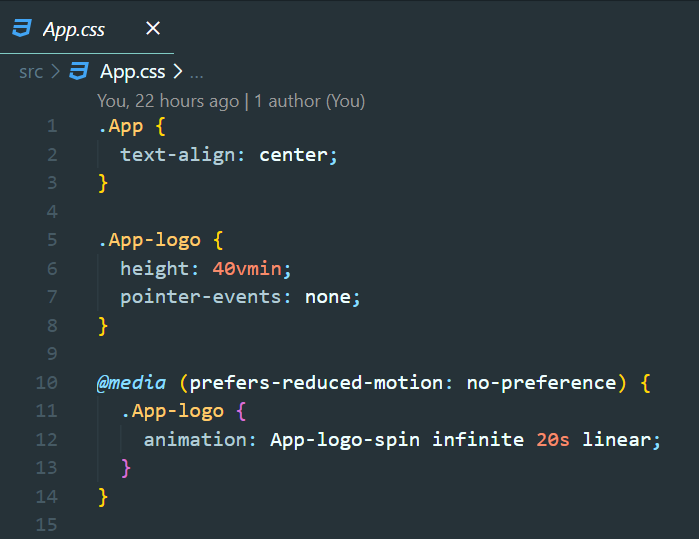 App.css
src > App.css > ...
You, 22 hours ago | 1 author (You)
1 .App {
2   text-align: center;
3 }
4
5 .App-logo {
6   height: 40vmin;
7   pointer-events: none;
8 }
9
10 @media (prefers-reduced-motion: no-preference) {
11   .App-logo {
12     animation: App-logo-spin infinite 20s linear;
13   }
14 }
15